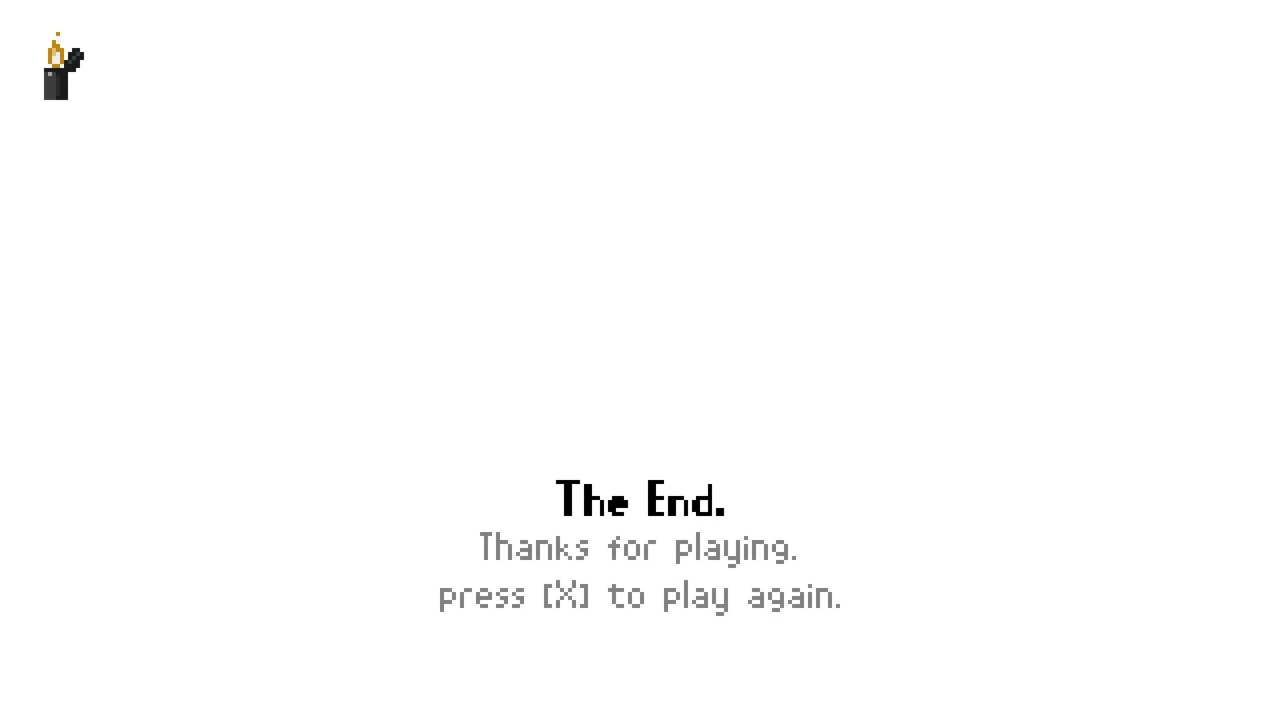 The End.
Thanks for playing.
press [X] to play again.